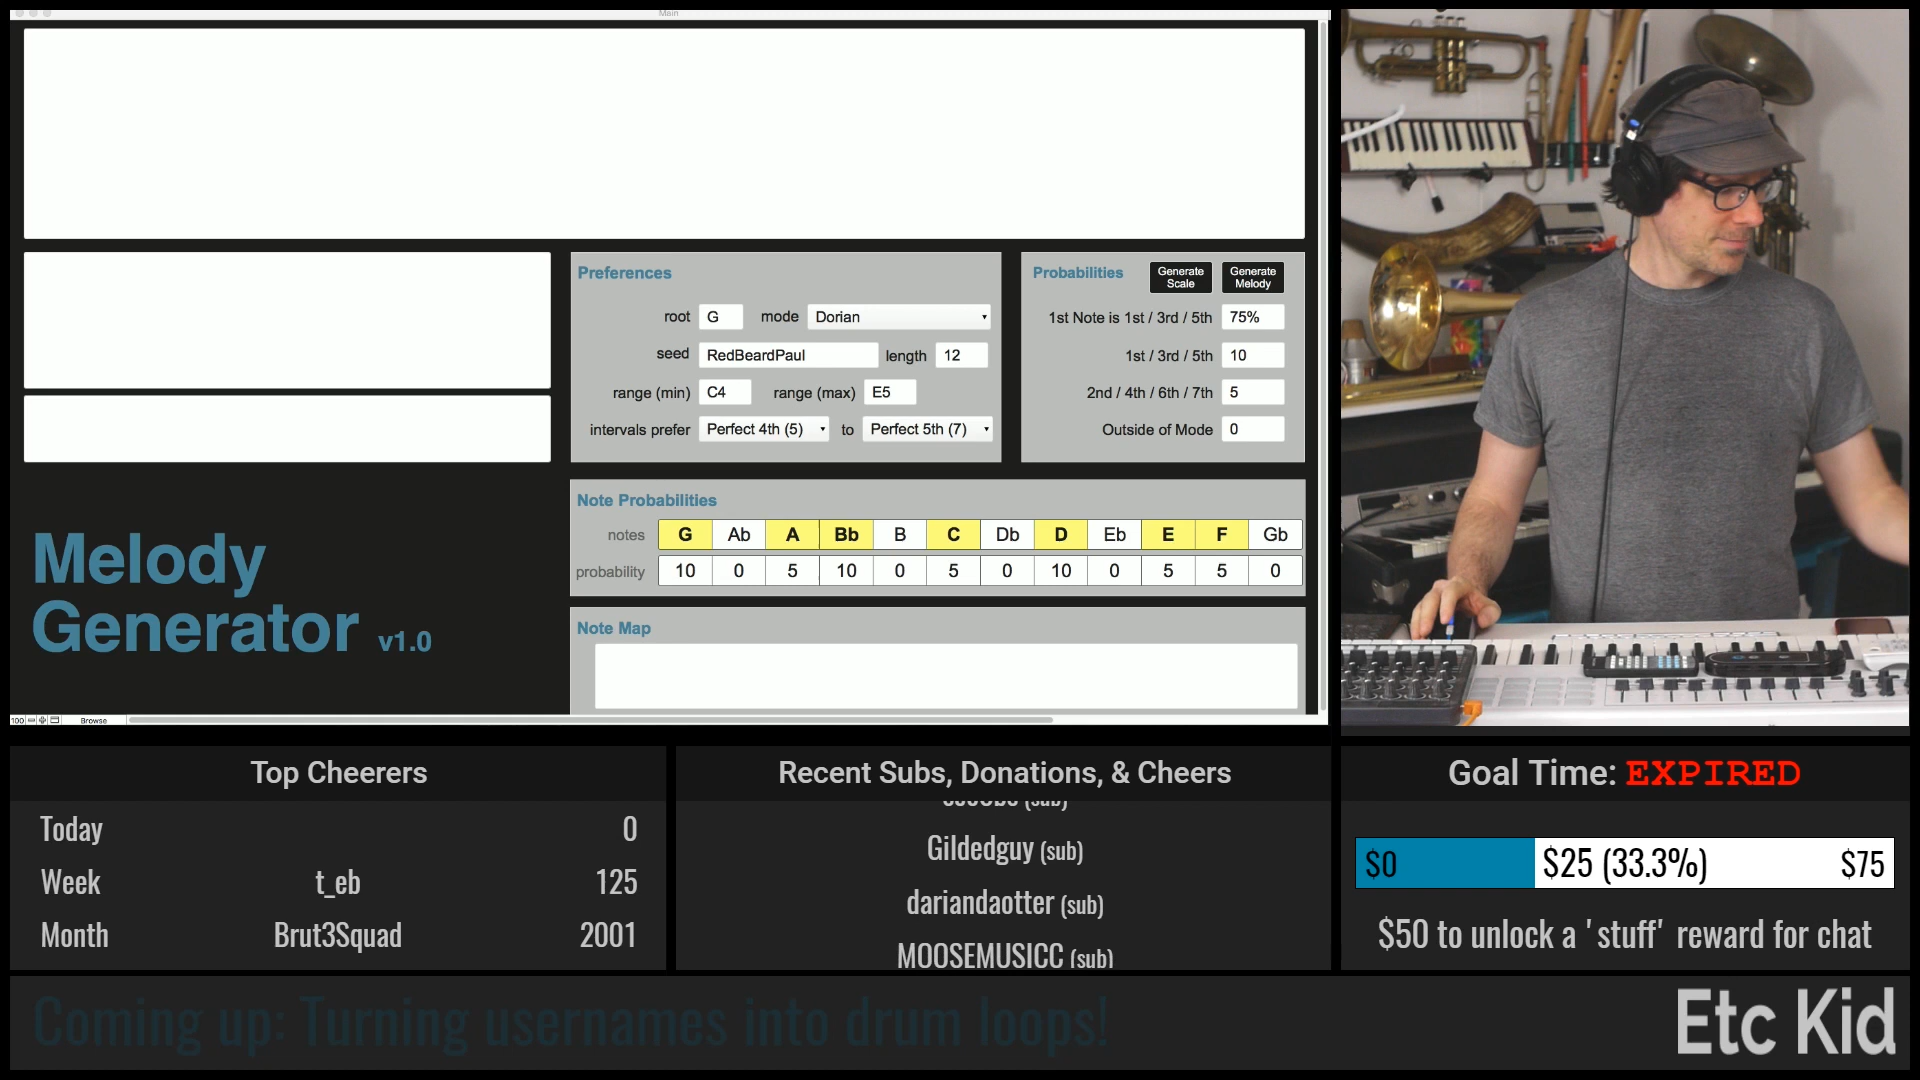 Main
Preferences
root G mode Dorian
seed RedBeardPaul length 12
range (min) C4 range (max) E5
intervals prefer Perfect 4th (5) to Perfect 5th (7)
Probabilities
Generate Scale
Generate Melody
1st Note is 1st / 3rd / 5th 75%
1st / 3rd / 5th 10
2nd / 4th / 6th / 7th 5
Outside of Mode 0
Note Probabilities
notes G Ab A Bb B C Db D Eb E F Gb
probability 10 0 5 10 0 5 0 10 0 5 5 0
Note Map
Melody
Generator v1.0
100 Browse
Top Cheerers
Today 0
Week t_eb 125
Month Brut3Squad 2001
Recent Subs, Donations, & Cheers
(sub)
Gildedguy (sub)
dariandaotter (sub)
MOOSEMUSICC (sub)
Goal Time: EXPIRED
$0 $25 (33.3%) $75
$50 to unlock a 'stuff' reward for chat
Coming up: Turning usernames into drum loops!
Etc Kid